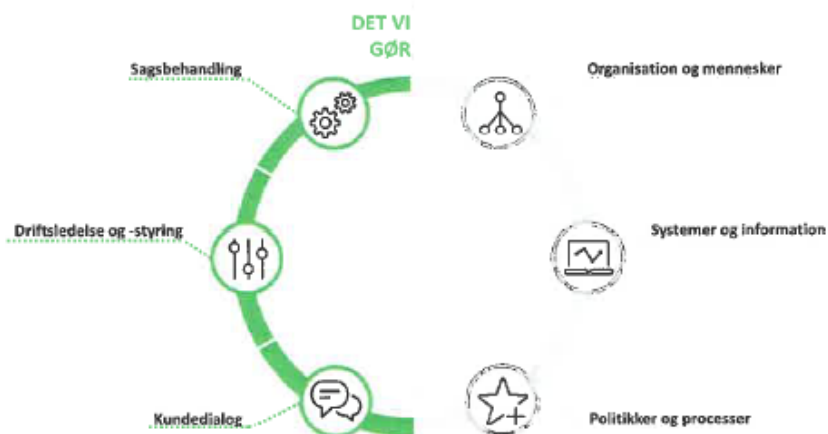 DET VI
GØR
Sagsbehandling
Organisation og mennesker
Driftsledelse og -styring
Systemer og information
Kundedialog
Politikker og processer